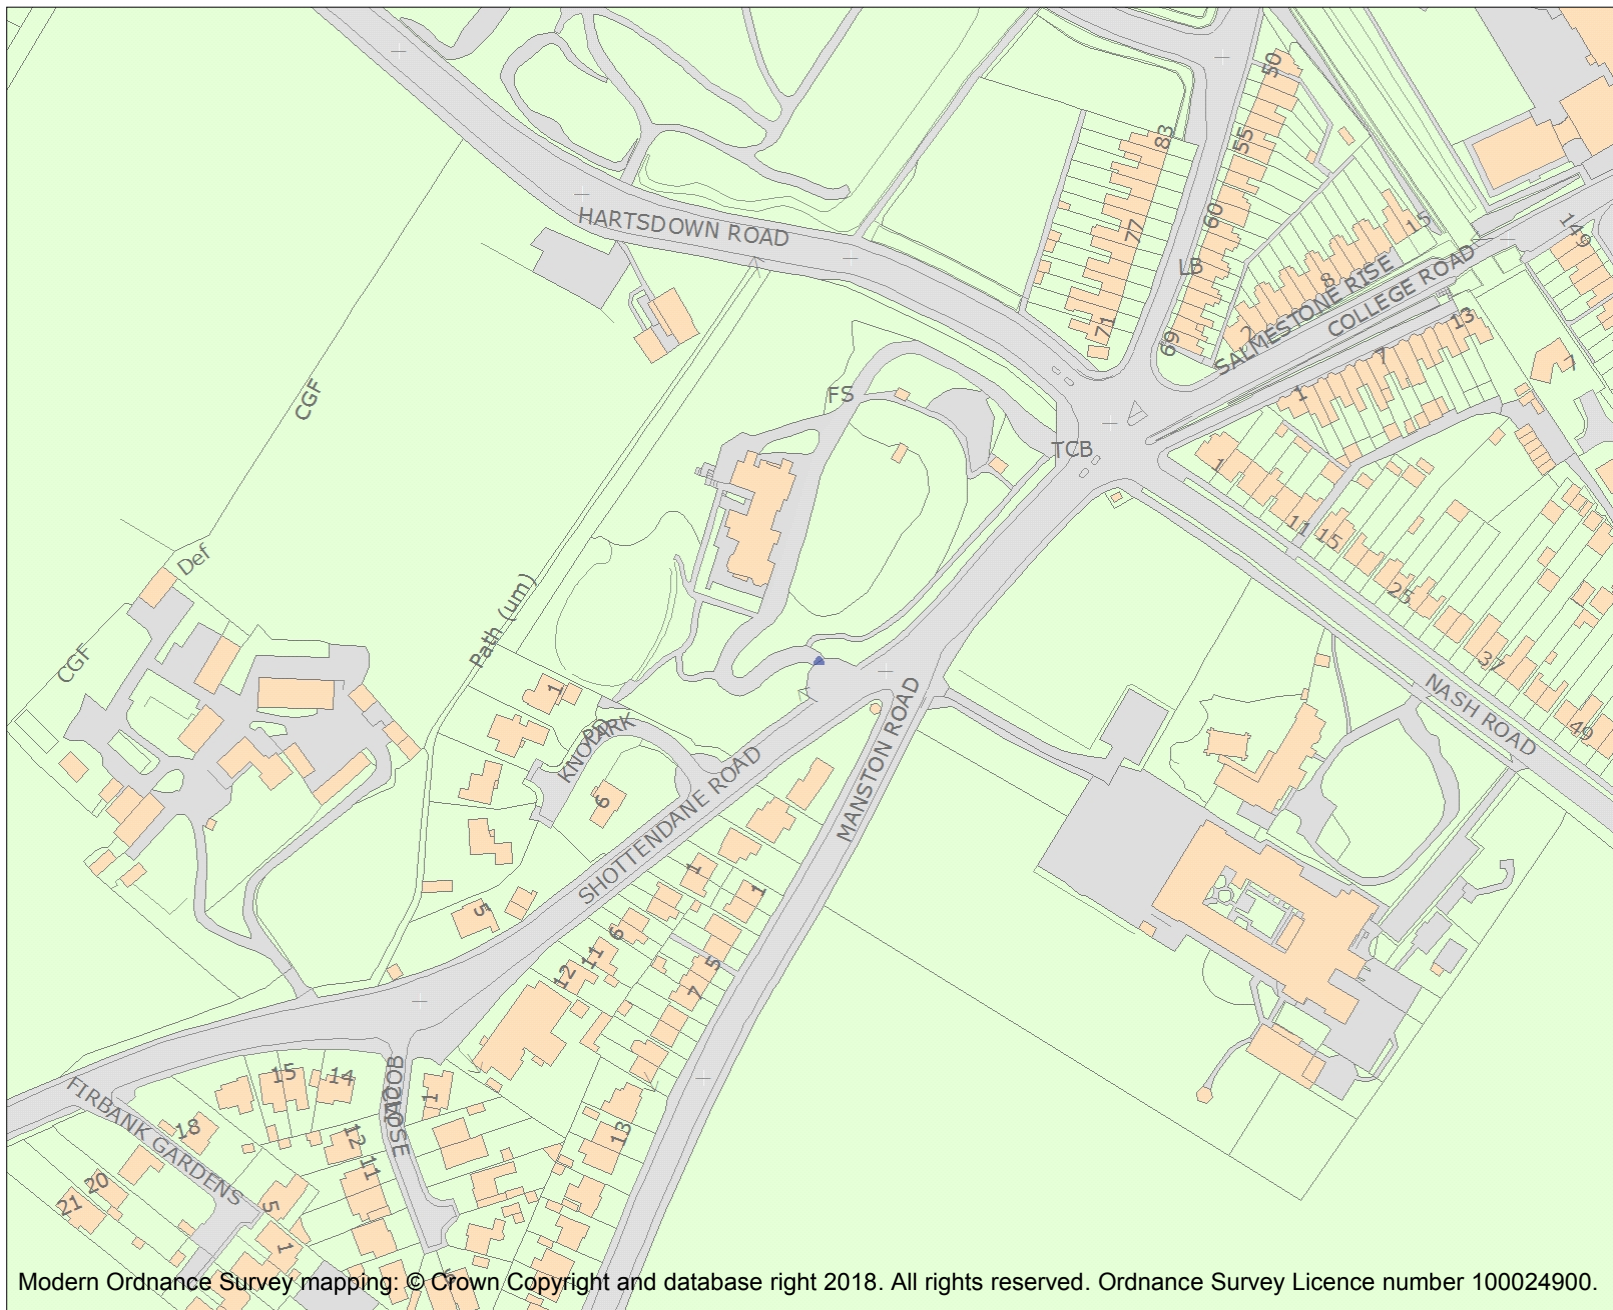 50
83
55
HARTSDOWN ROAD
77
60
15
149
LB
8
71
69
2
SALMESTONE RISE
COLLEGE ROAD
13
7
7
CGF
FS
1
TCB
1
11
15
Def
25
Path (um)
CGF
37
1
NASH ROAD
49
KNOLL
PARK
6
SHOTTENDANE ROAD
MANSTON ROAD
1
1
5
6
11
12
5
7
15
14
JACOB
CLOSE
1
FIRBANK GARDENS
18
12
11
13
20
21
5
1
Modern Ordnance Survey mapping: © Crown Copyright and database right 2018. All rights reserved. Ordnance Survey Licence number 100024900.